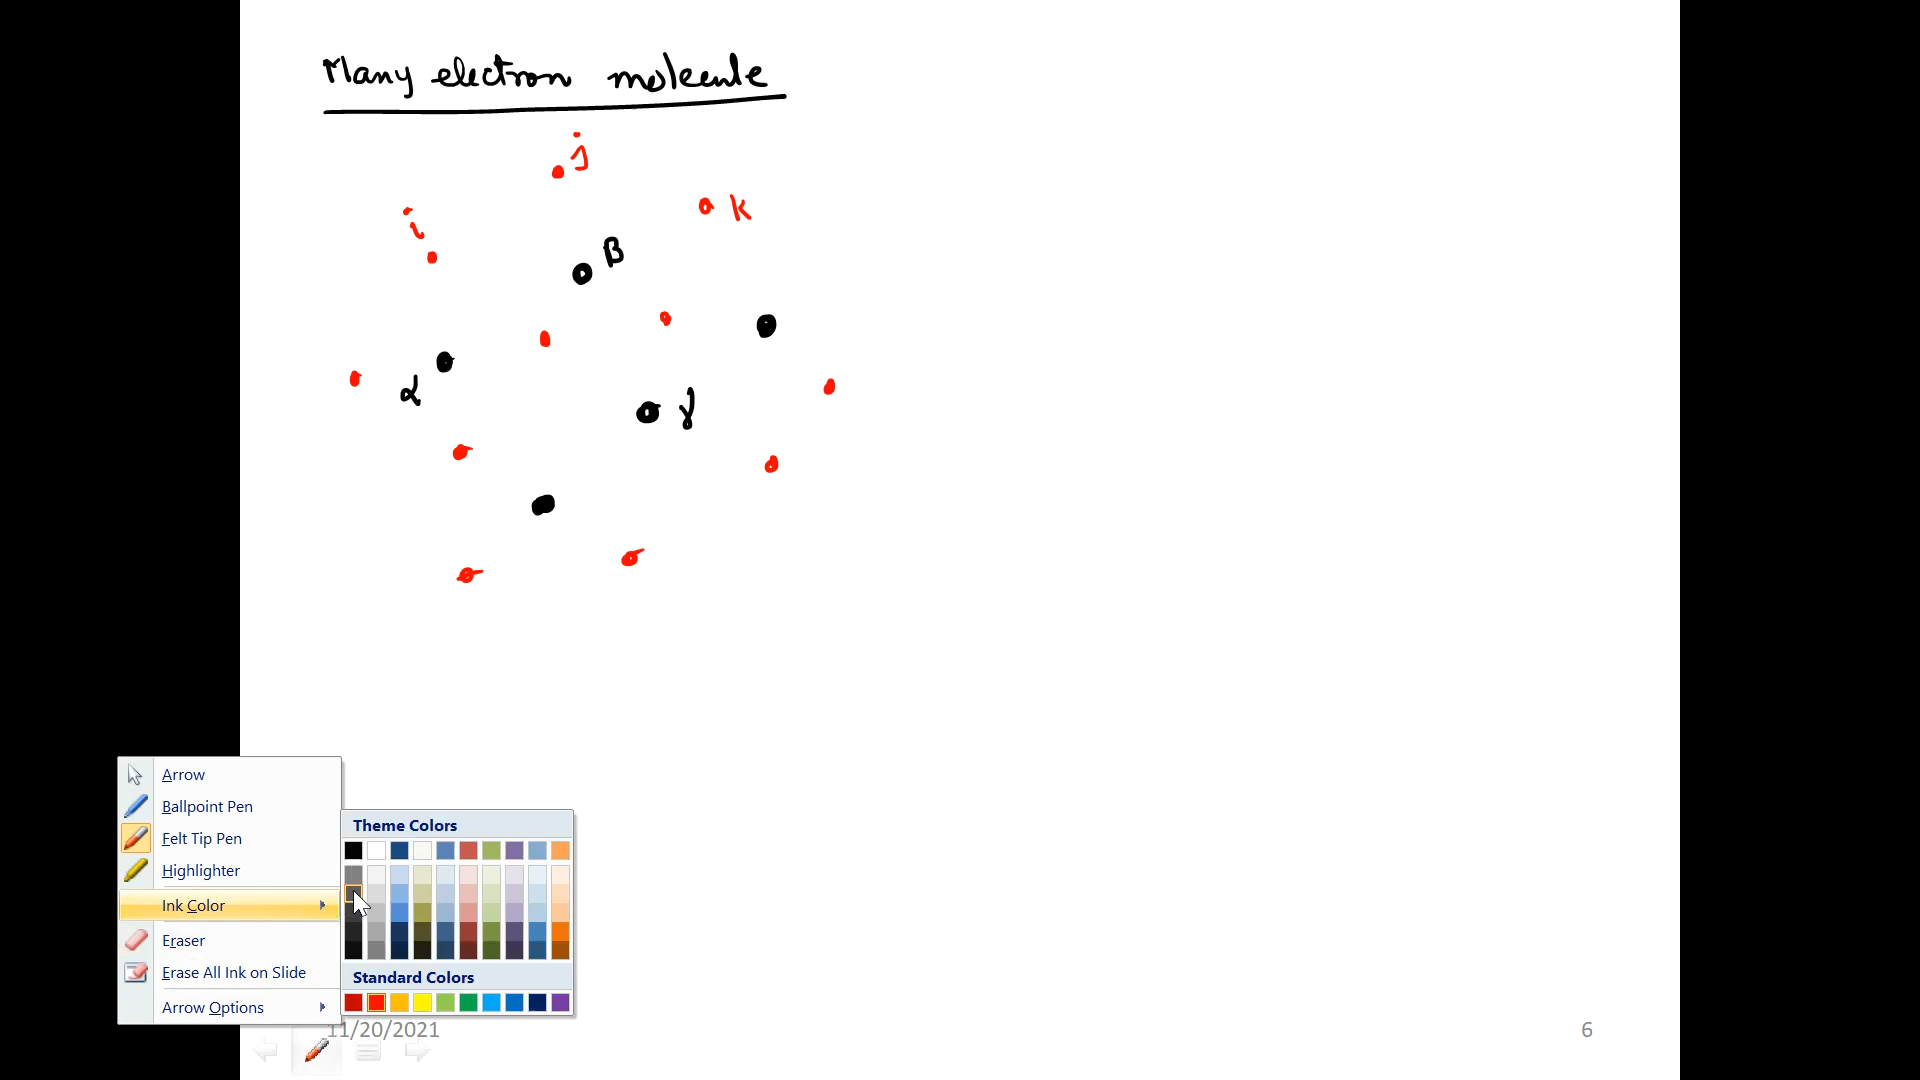 Many electron molecule
j
i
k
β
α
γ
Arrow
Ballpoint Pen
Felt Tip Pen
Highlighter
Ink Color
Eraser
Erase All Ink on Slide
Arrow Options
Theme Colors
Standard Colors
11/20/2021
6